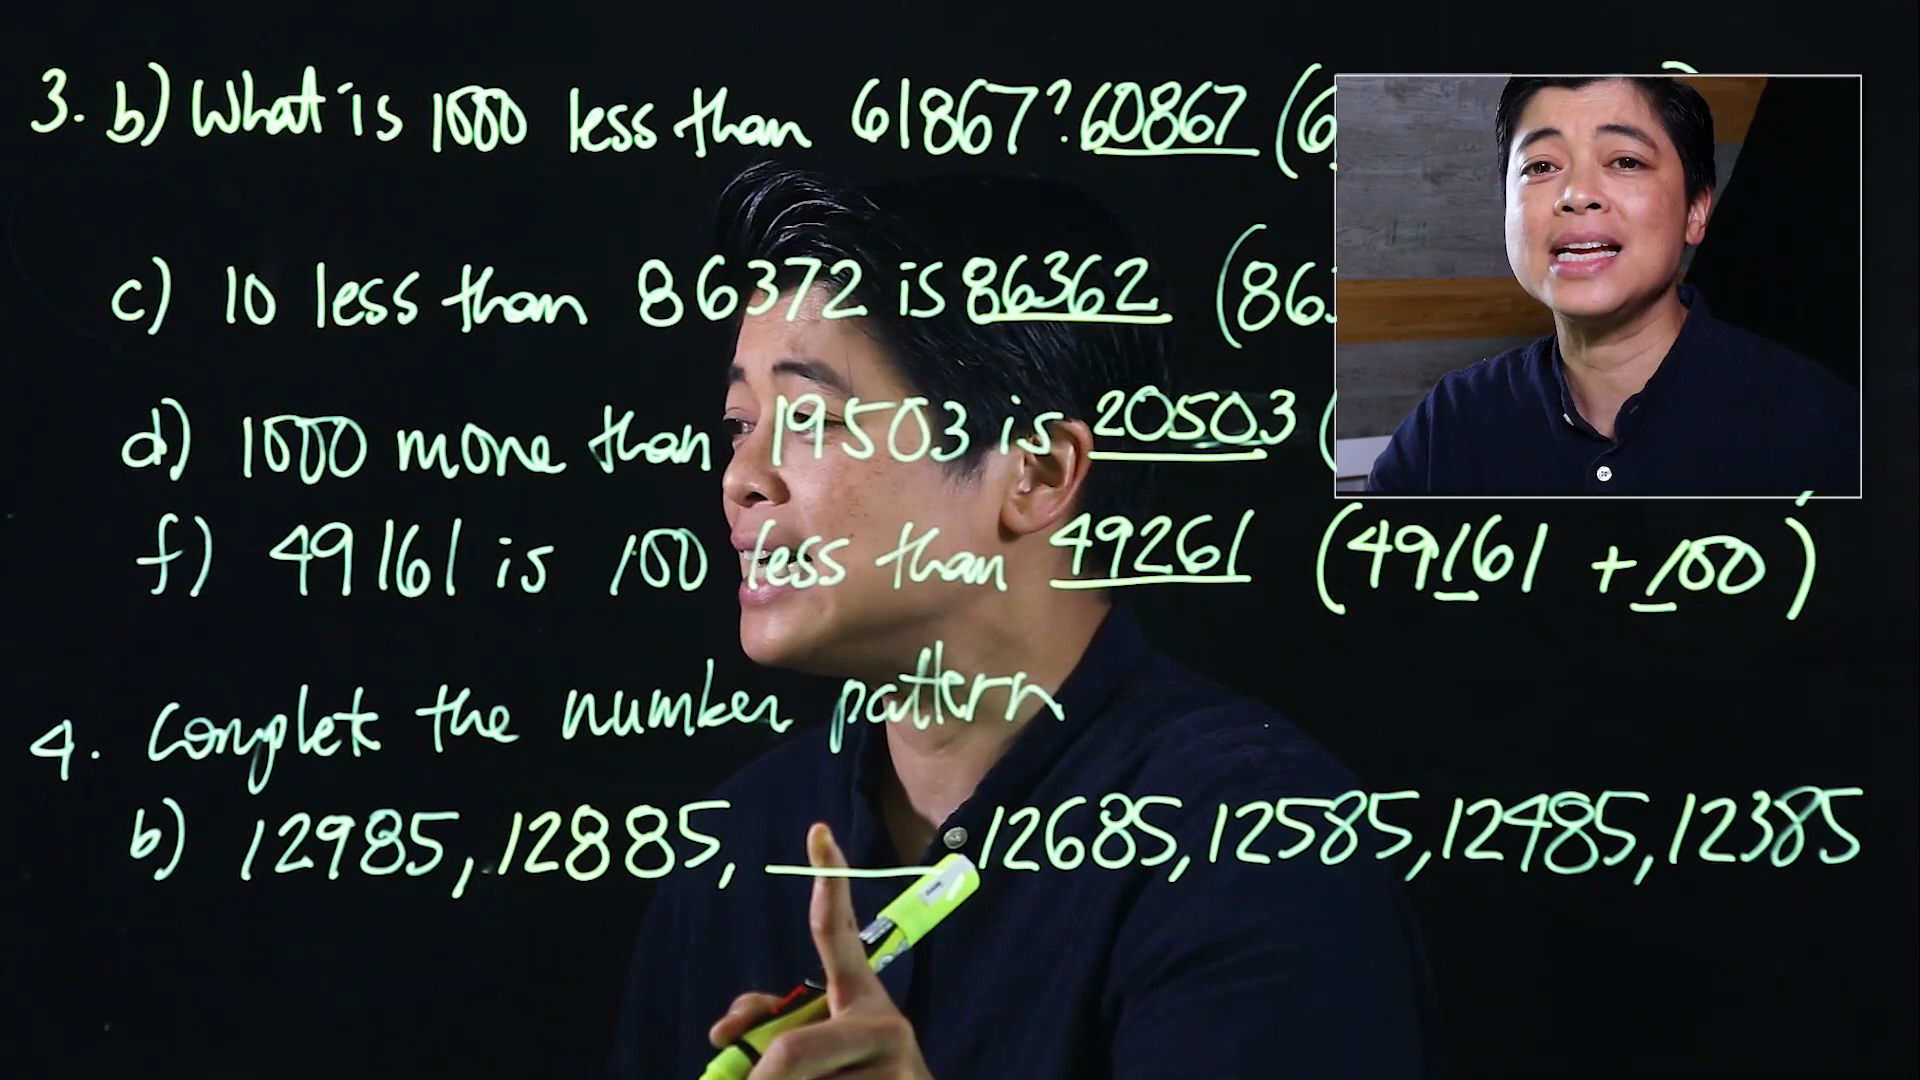 3. b) What is 1000 less than 61867? 60867 (6
c) 10 less than 86372 is 86362 (863
d) 1000 more than 19503 is 20503 (
f) 49161 is 100 less than 49261 (49161 + 100)
4. Complete the number pattern
b) 12985, 12885, ____ 12685, 12585, 12485, 12385